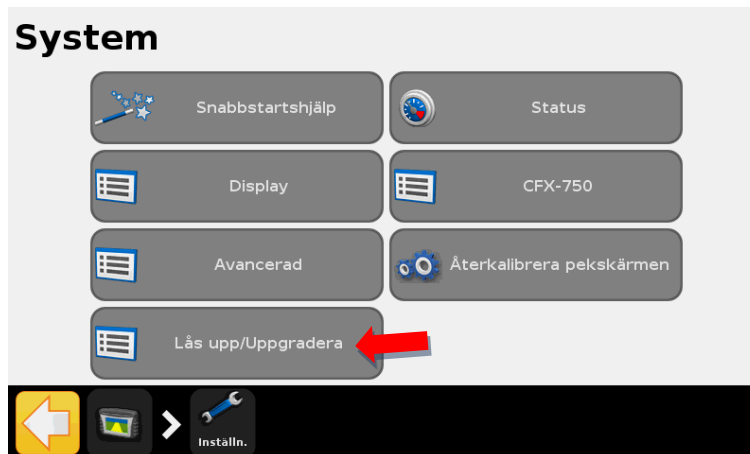 System
Snabbstartshjälp
Status
Display
CFX-750
Avancerad
Återkalibrera pekskärmen
Lås upp/Uppgradera
Inställn.